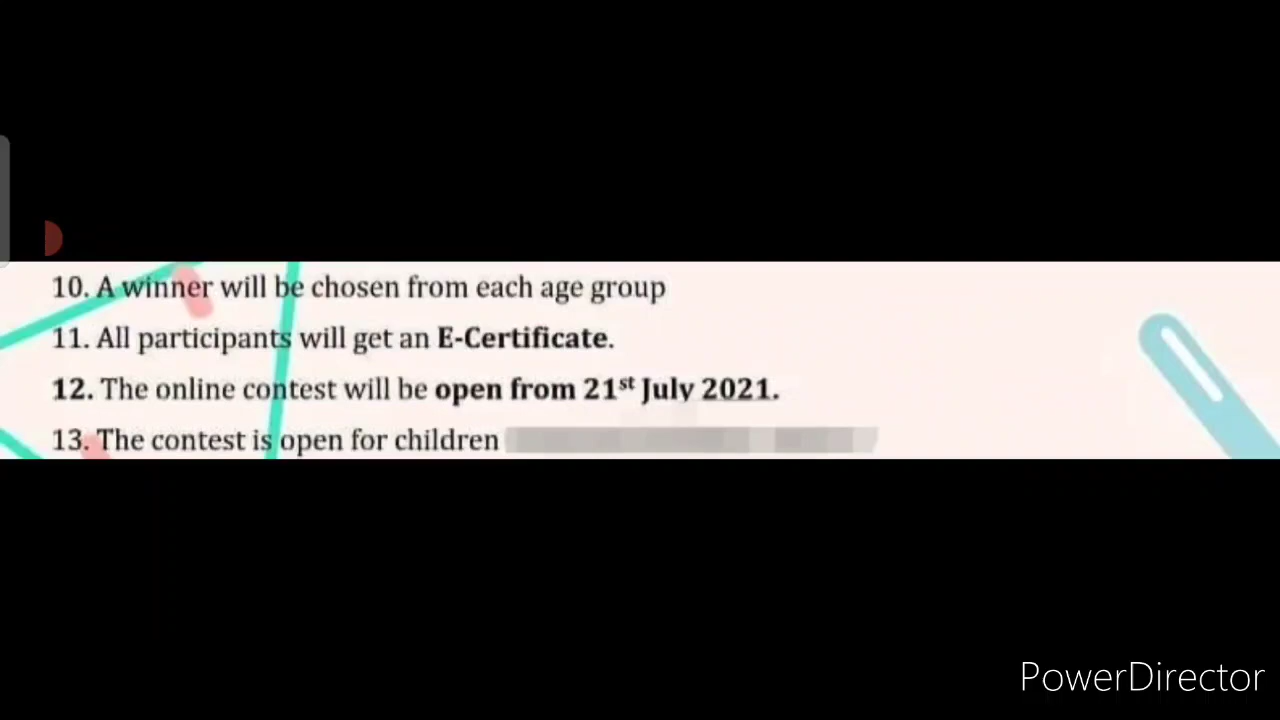 10. A winner will be chosen from each age group
11. All participants will get an E-Certificate.
12. The online contest will be open from 21st July 2021.
13. The contest is open for children
PowerDirector